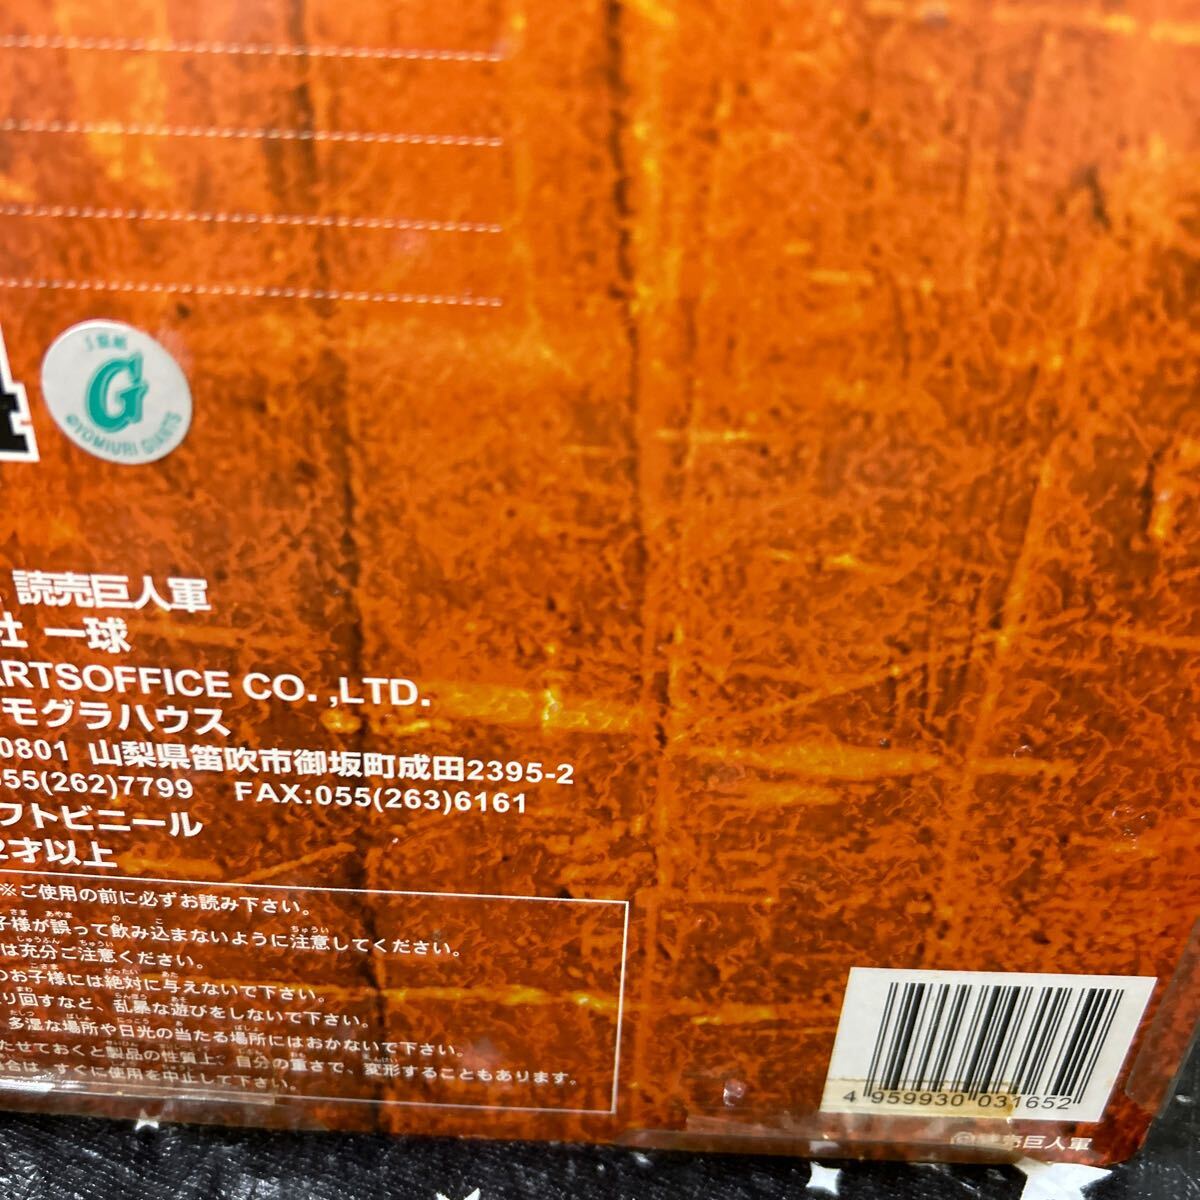 G
©YOMIURI GIANTS
読売巨人軍
社 一球
ARTSOFFICE CO. ,LTD.
モグラハウス
0801 山梨県笛吹市御坂町成田2395-2
055(262)7799 FAX:055(263)6161
フトビニール
2才以上
※ご使用の前に必ずお読み下さい。
子様が誤って飲み込まないように注意してください。
は充分ご注意ください。
のお子様には絶対に与えないで下さい。
り回すなど、乱暴な遊びをしないで下さい。
多湿な場所や日光の当たる場所にはおかないで下さい。
たせておくと製品の性質上、自分の重さで、変形することもあります。
場合は、すぐに使用を中止して下さい。
4 959930 031652
©読売巨人軍